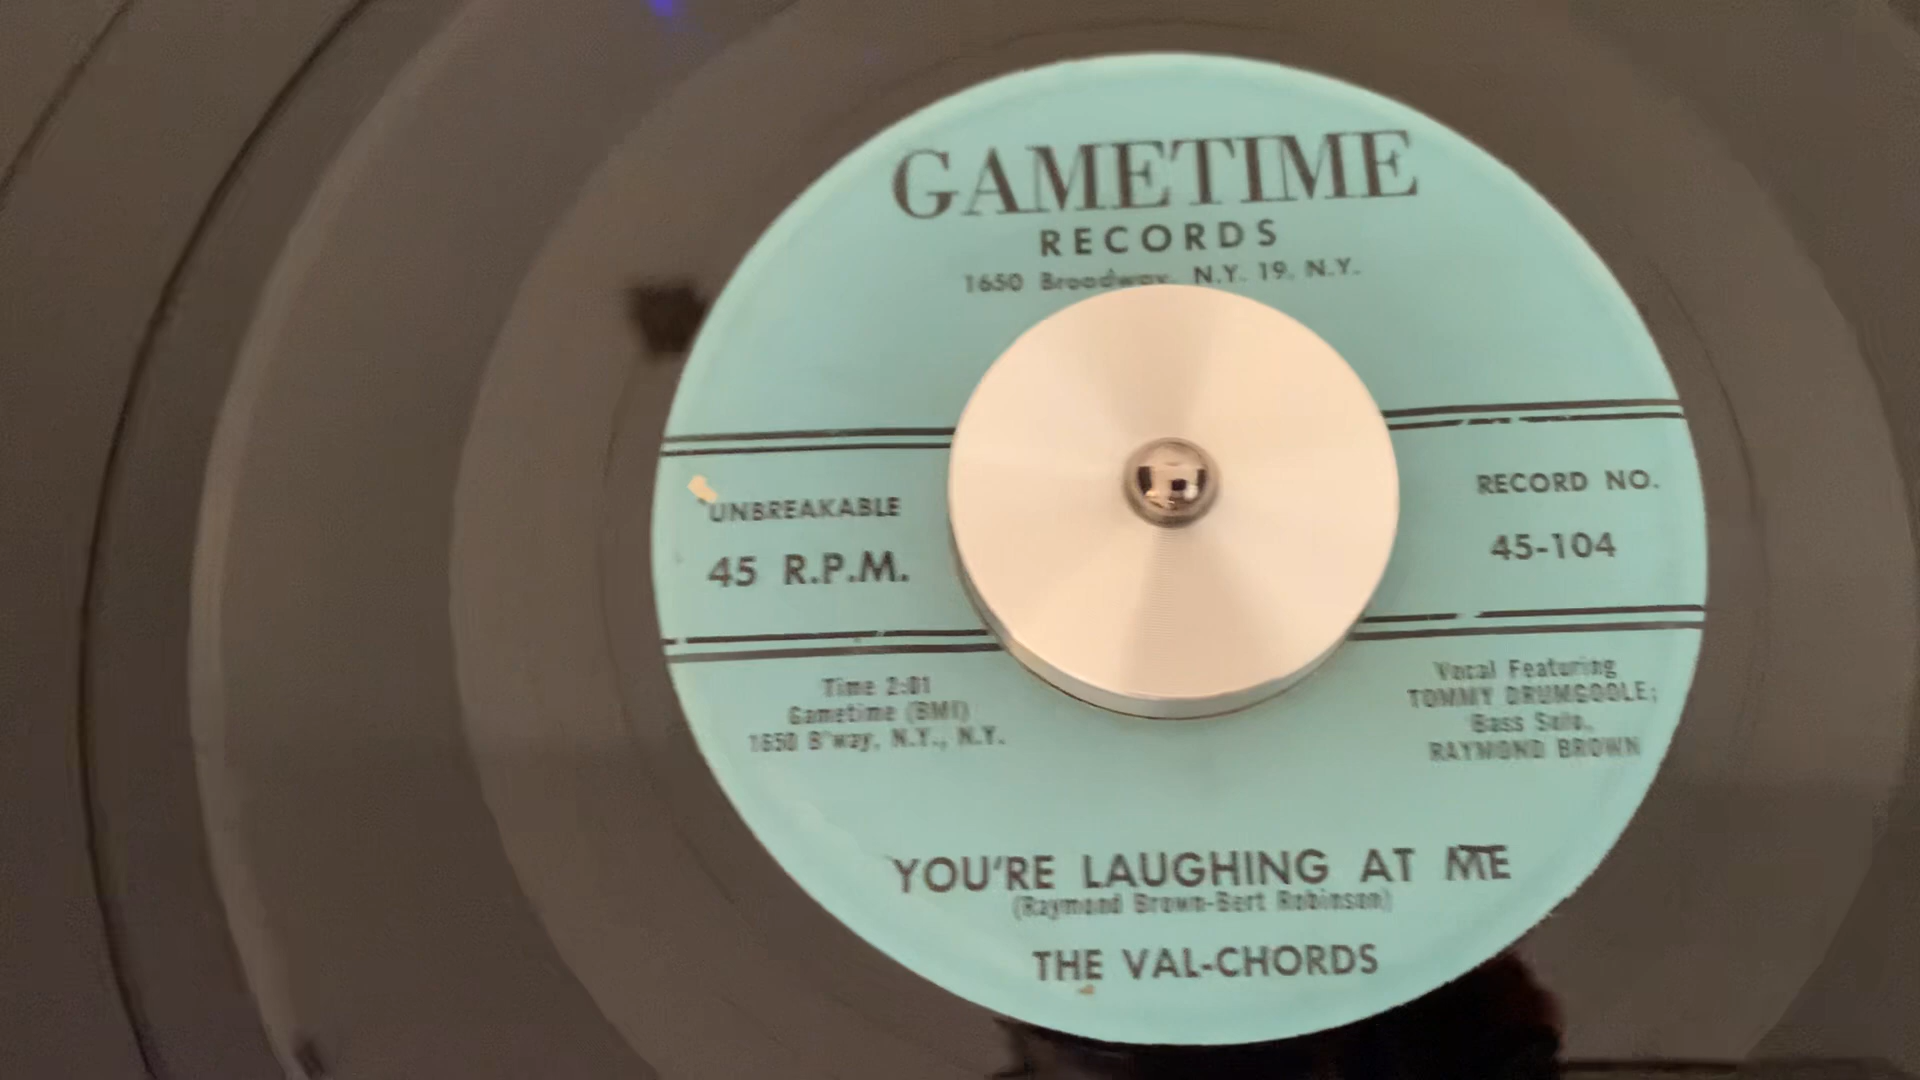 GAMETIME
RECORDS
1650 Broadway, N.Y. 19, N.Y.
UNBREAKABLE
45 R.P.M.
RECORD NO.
45-104
Time 2:01
Gametime (BMI)
1650 B'way, N.Y., N.Y.
Vocal Featuring
TOMMY DRUMGOOLE;
Bass Solo,
RAYMOND BROWN
YOU'RE LAUGHING AT ME
(Raymond Brown-Bert Robinson)
THE VAL-CHORDS